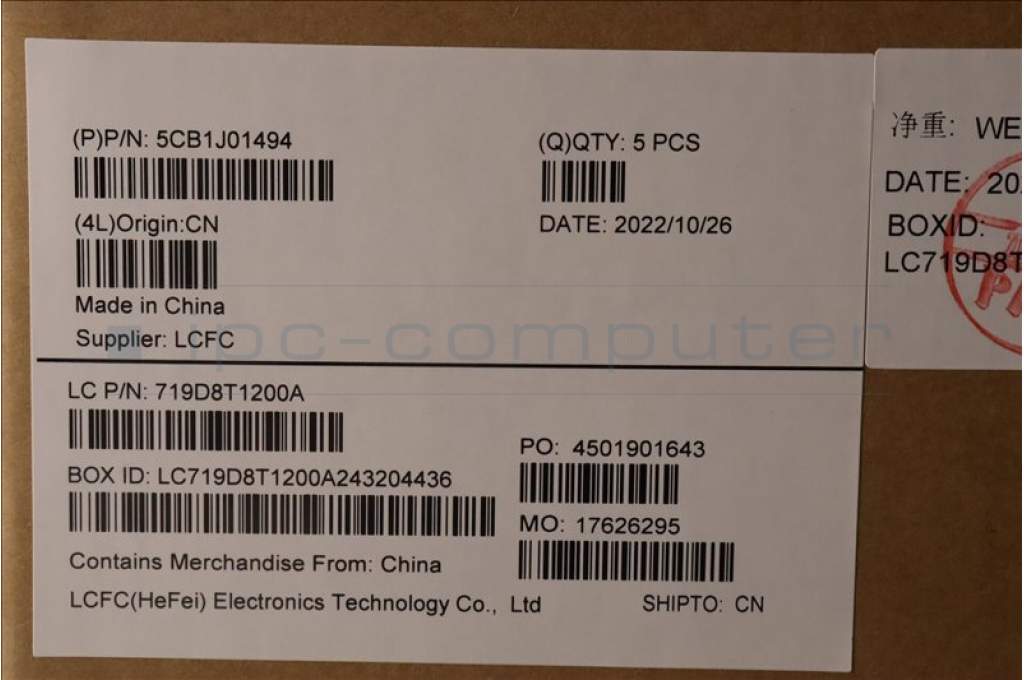 (P)P/N: 5CB1J01494
(Q)QTY: 5 PCS
(4L)Origin:CN
DATE: 2022/10/26
Made in China
Supplier: LCFC
ipc-computer
LC P/N: 719D8T1200A
PO: 4501901643
BOX ID: LC719D8T1200A243204436
MO: 17626295
Contains Merchandise From: China
LCFC(HeFei) Electronics Technology Co., Ltd
SHIPTO: CN
净重: WE
DATE: 20
BOXID:
LC719D8T